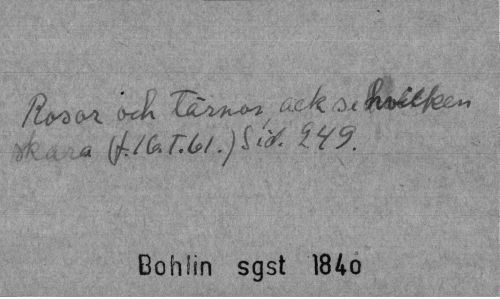 Rosor och tärnor, ack se hvilken
skara (f.16.T.61.) Sid. 249.
Bohlin sgst 1840